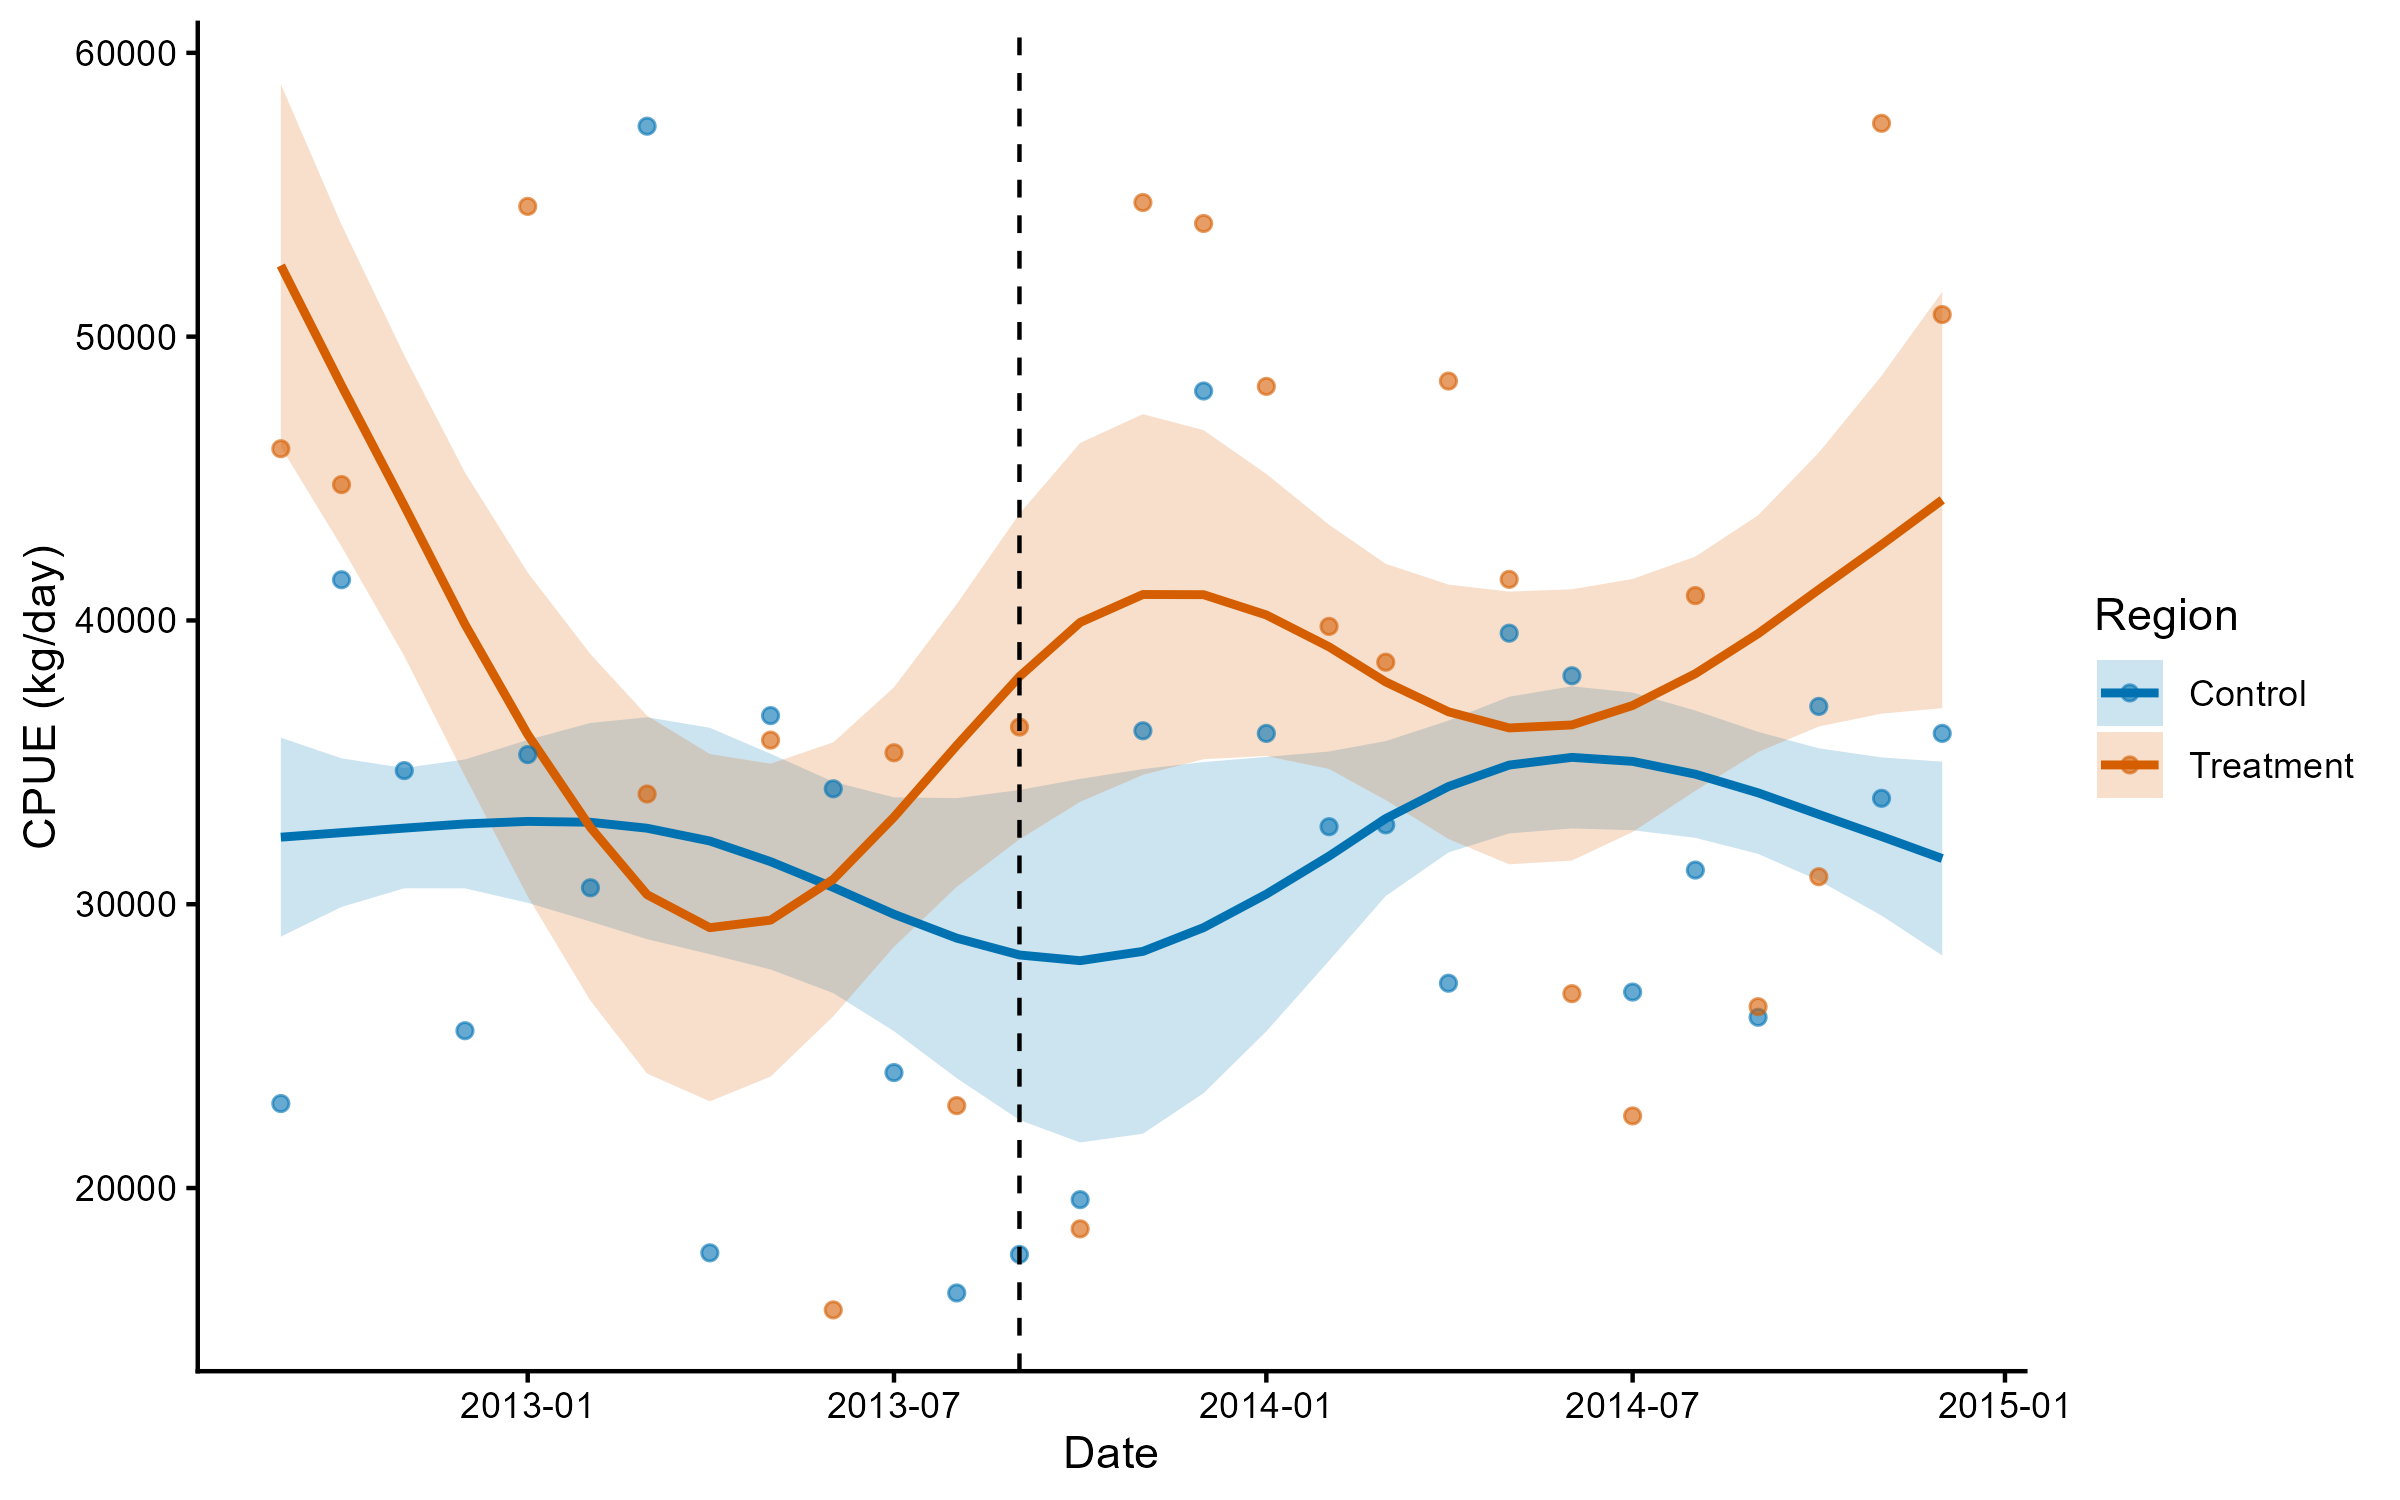 60000
50000
40000
30000
20000
CPUE (kg/day)
2013-01
2013-07
2014-01
2014-07
2015-01
Date
Region
Control
Treatment